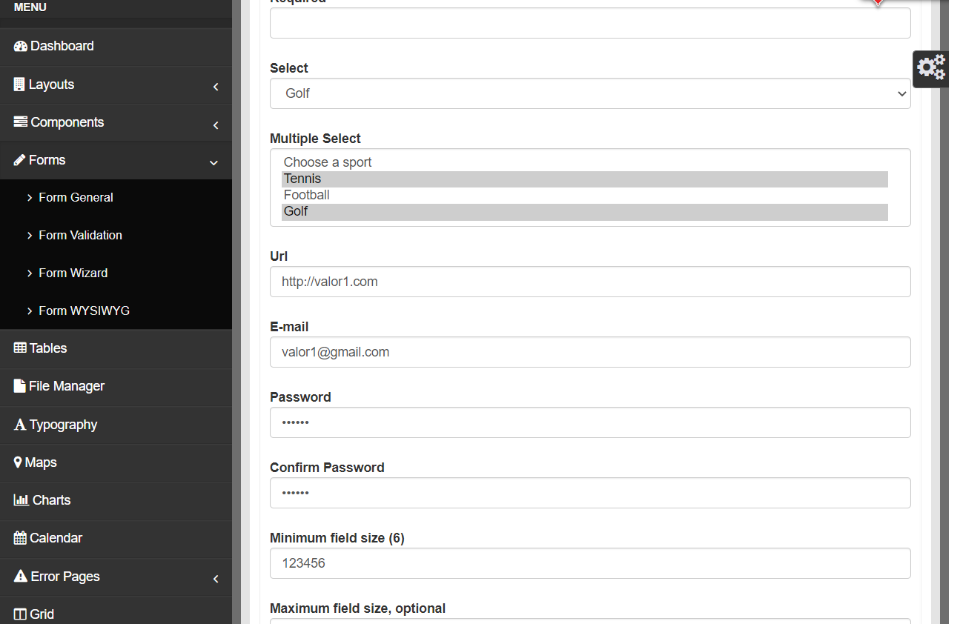 MENU
Dashboard
Layouts
Components
Forms
Form General
Form Validation
Form Wizard
Form WYSIWYG
Tables
File Manager
Typography
Maps
Charts
Calendar
Error Pages
Grid
Required
Select
Golf
Multiple Select
Choose a sport
Tennis
Football
Golf
Url
http://valor1.com
E-mail
valor1@gmail.com
Password
••••••
Confirm Password
••••••
Minimum field size (6)
123456
Maximum field size, optional